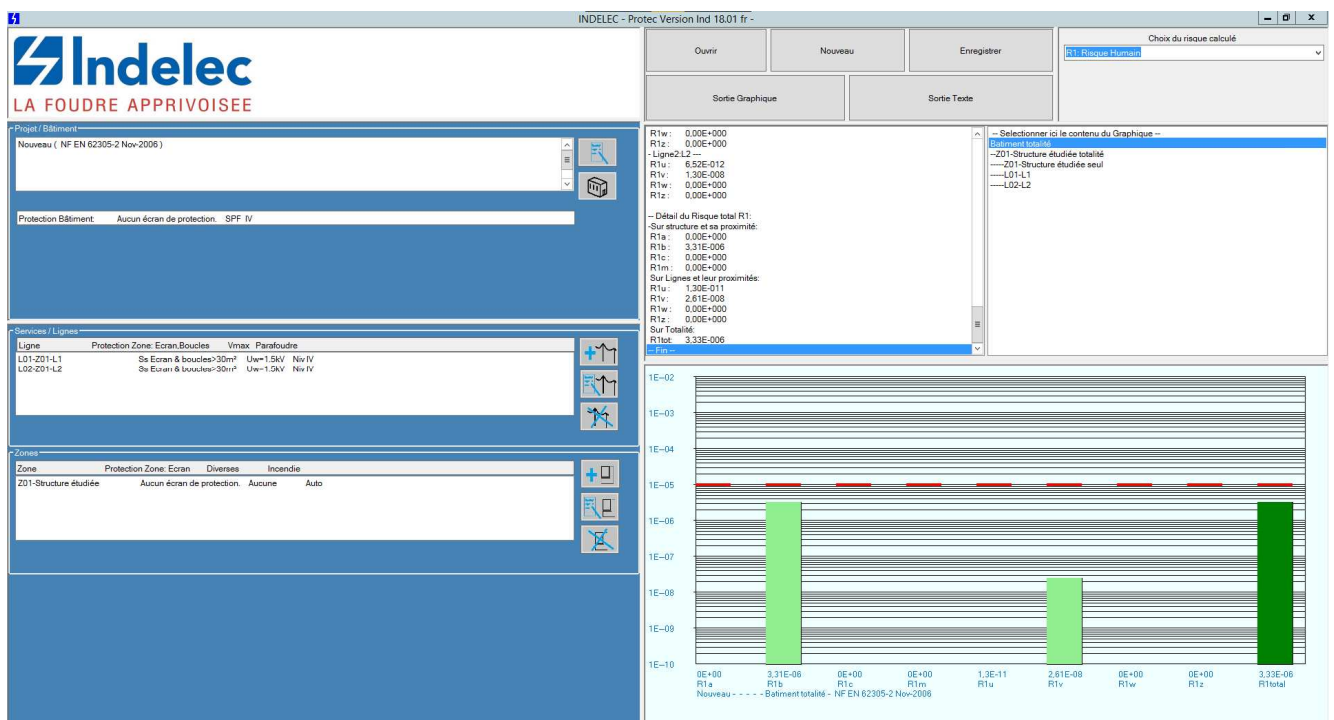 INDELEC - Protec Version Ind 18.01 fr -
Indelec
LA FOUDRE APPRIVOISEE
Ouvrir
Nouveau
Enregistrer
Sortie Graphique
Sortie Texte
Choix du risque calculé
R1: Risque Humain
Projet / Bâtiment
Nouveau ( NF EN 62305-2 Nov-2006 )
Protection Bâtiment: Aucun écran de protection. SPF IV
Services / Lignes
Ligne Protection Zone: Ecran,Boucles Vmax Parafoudre
L01-Z01-L1 Ss Ecran & boucles>30m² Uw=1.5kV Niv IV
L02-Z01-L2 Ss Ecran & boucles>30m² Uw=1.5kV Niv IV
Zones
Zone Protection Zone: Ecran Diverses Incendie
Z01-Structure étudiée Aucun écran de protection. Aucune Auto
R1w : 0,00E+000
R1z : 0,00E+000
- Ligne2:L2 ---
R1u : 6,52E-012
R1v : 1,30E-008
R1w : 0,00E+000
R1z : 0,00E+000
-- Détail du Risque total R1:
-Sur structure et sa proximité:
R1a : 0,00E+000
R1b : 3,31E-006
R1c : 0,00E+000
R1m : 0,00E+000
Sur Lignes et leur proximités:
R1u : 1,30E-011
R1v : 2,61E-008
R1w : 0,00E+000
R1z : 0,00E+000
Sur Totalité:
R1tot: 3,33E-006
-- Fin --
-- Selectionner ici le contenu du Graphique --
Batiment totalité
--Z01-Structure étudiée totalité
-----Z01-Structure étudiée seul
-----L01-L1
-----L02-L2
1E-02
1E-03
1E-04
1E-05
1E-06
1E-07
1E-08
1E-09
1E-10
0E+00 3,31E-06 0E+00 0E+00 1,3E-11 2,61E-08 0E+00 0E+00 3,33E-06
R1a R1b R1c R1m R1u R1v R1w R1z R1total
Nouveau - - - - - Batiment totalité - NF EN 62305-2 Nov-2006